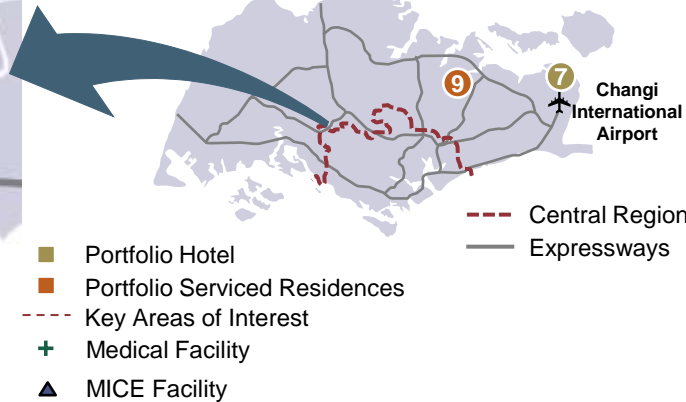 9
7
Changi
International
Airport
Central Region
Expressways
Portfolio Hotel
Portfolio Serviced Residences
Key Areas of Interest
Medical Facility
MICE Facility